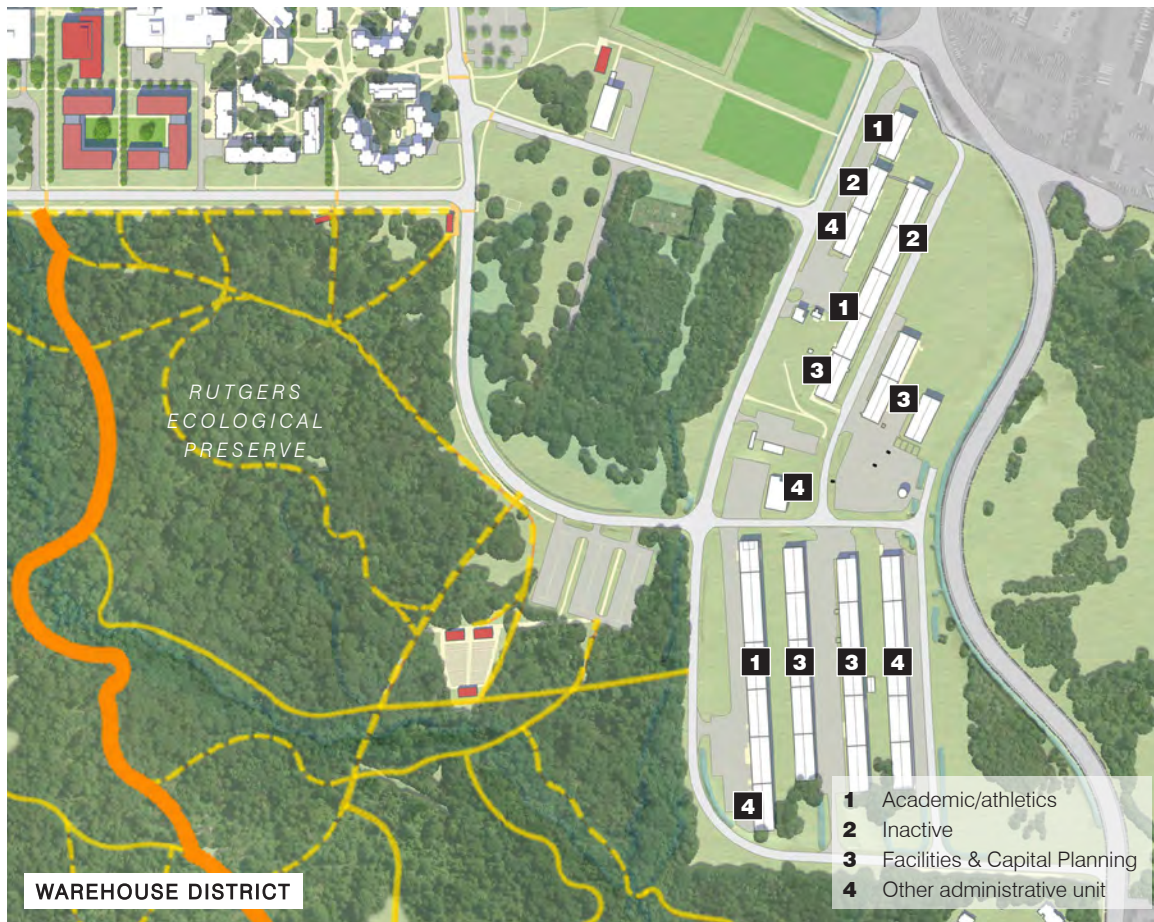 1
2
4
2
1
3
3
4
RUTGERS
ECOLOGICAL
PRESERVE
1
3
3
4
4
1 Academic/athletics
2 Inactive
3 Facilities & Capital Planning
4 Other administrative unit
WAREHOUSE DISTRICT